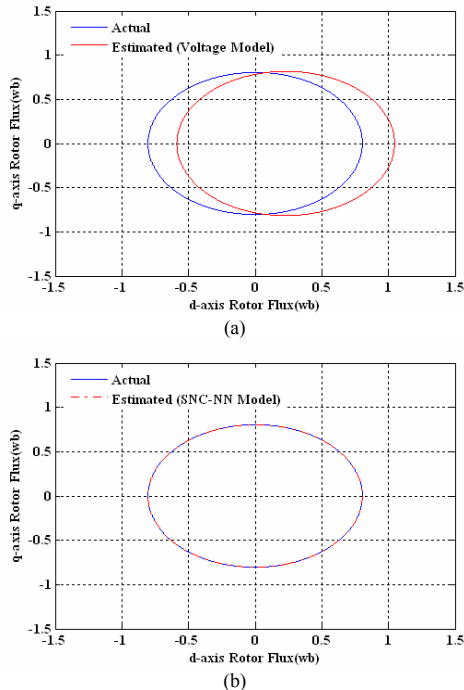 1.5
Actual
Estimated (Voltage Model)
1
0.5
0
-0.5
-1
-1.5
-1.5 -1 -0.5 0 0.5 1 1.5
q-axis Rotor Flux(wb)
d-axis Rotor Flux(wb)
(a)
1.5
Actual
Estimated (SNC-NN Model)
1
0.5
0
-0.5
-1
-1.5
-1.5 -1 -0.5 0 0.5 1 1.5
q-axis Rotor Flux (wb)
d-axis Rotor Flux(wb)
(b)